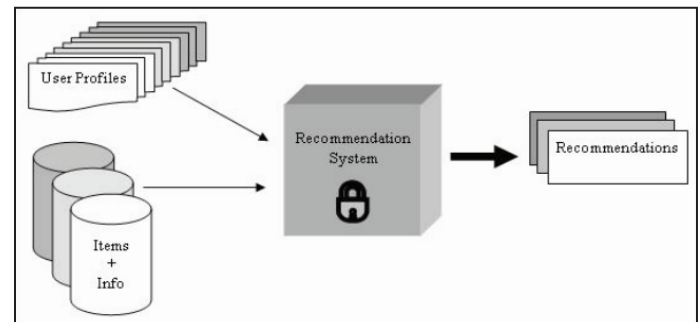 User Profiles
Recommendation
System
Recommendations
Items
+
Info